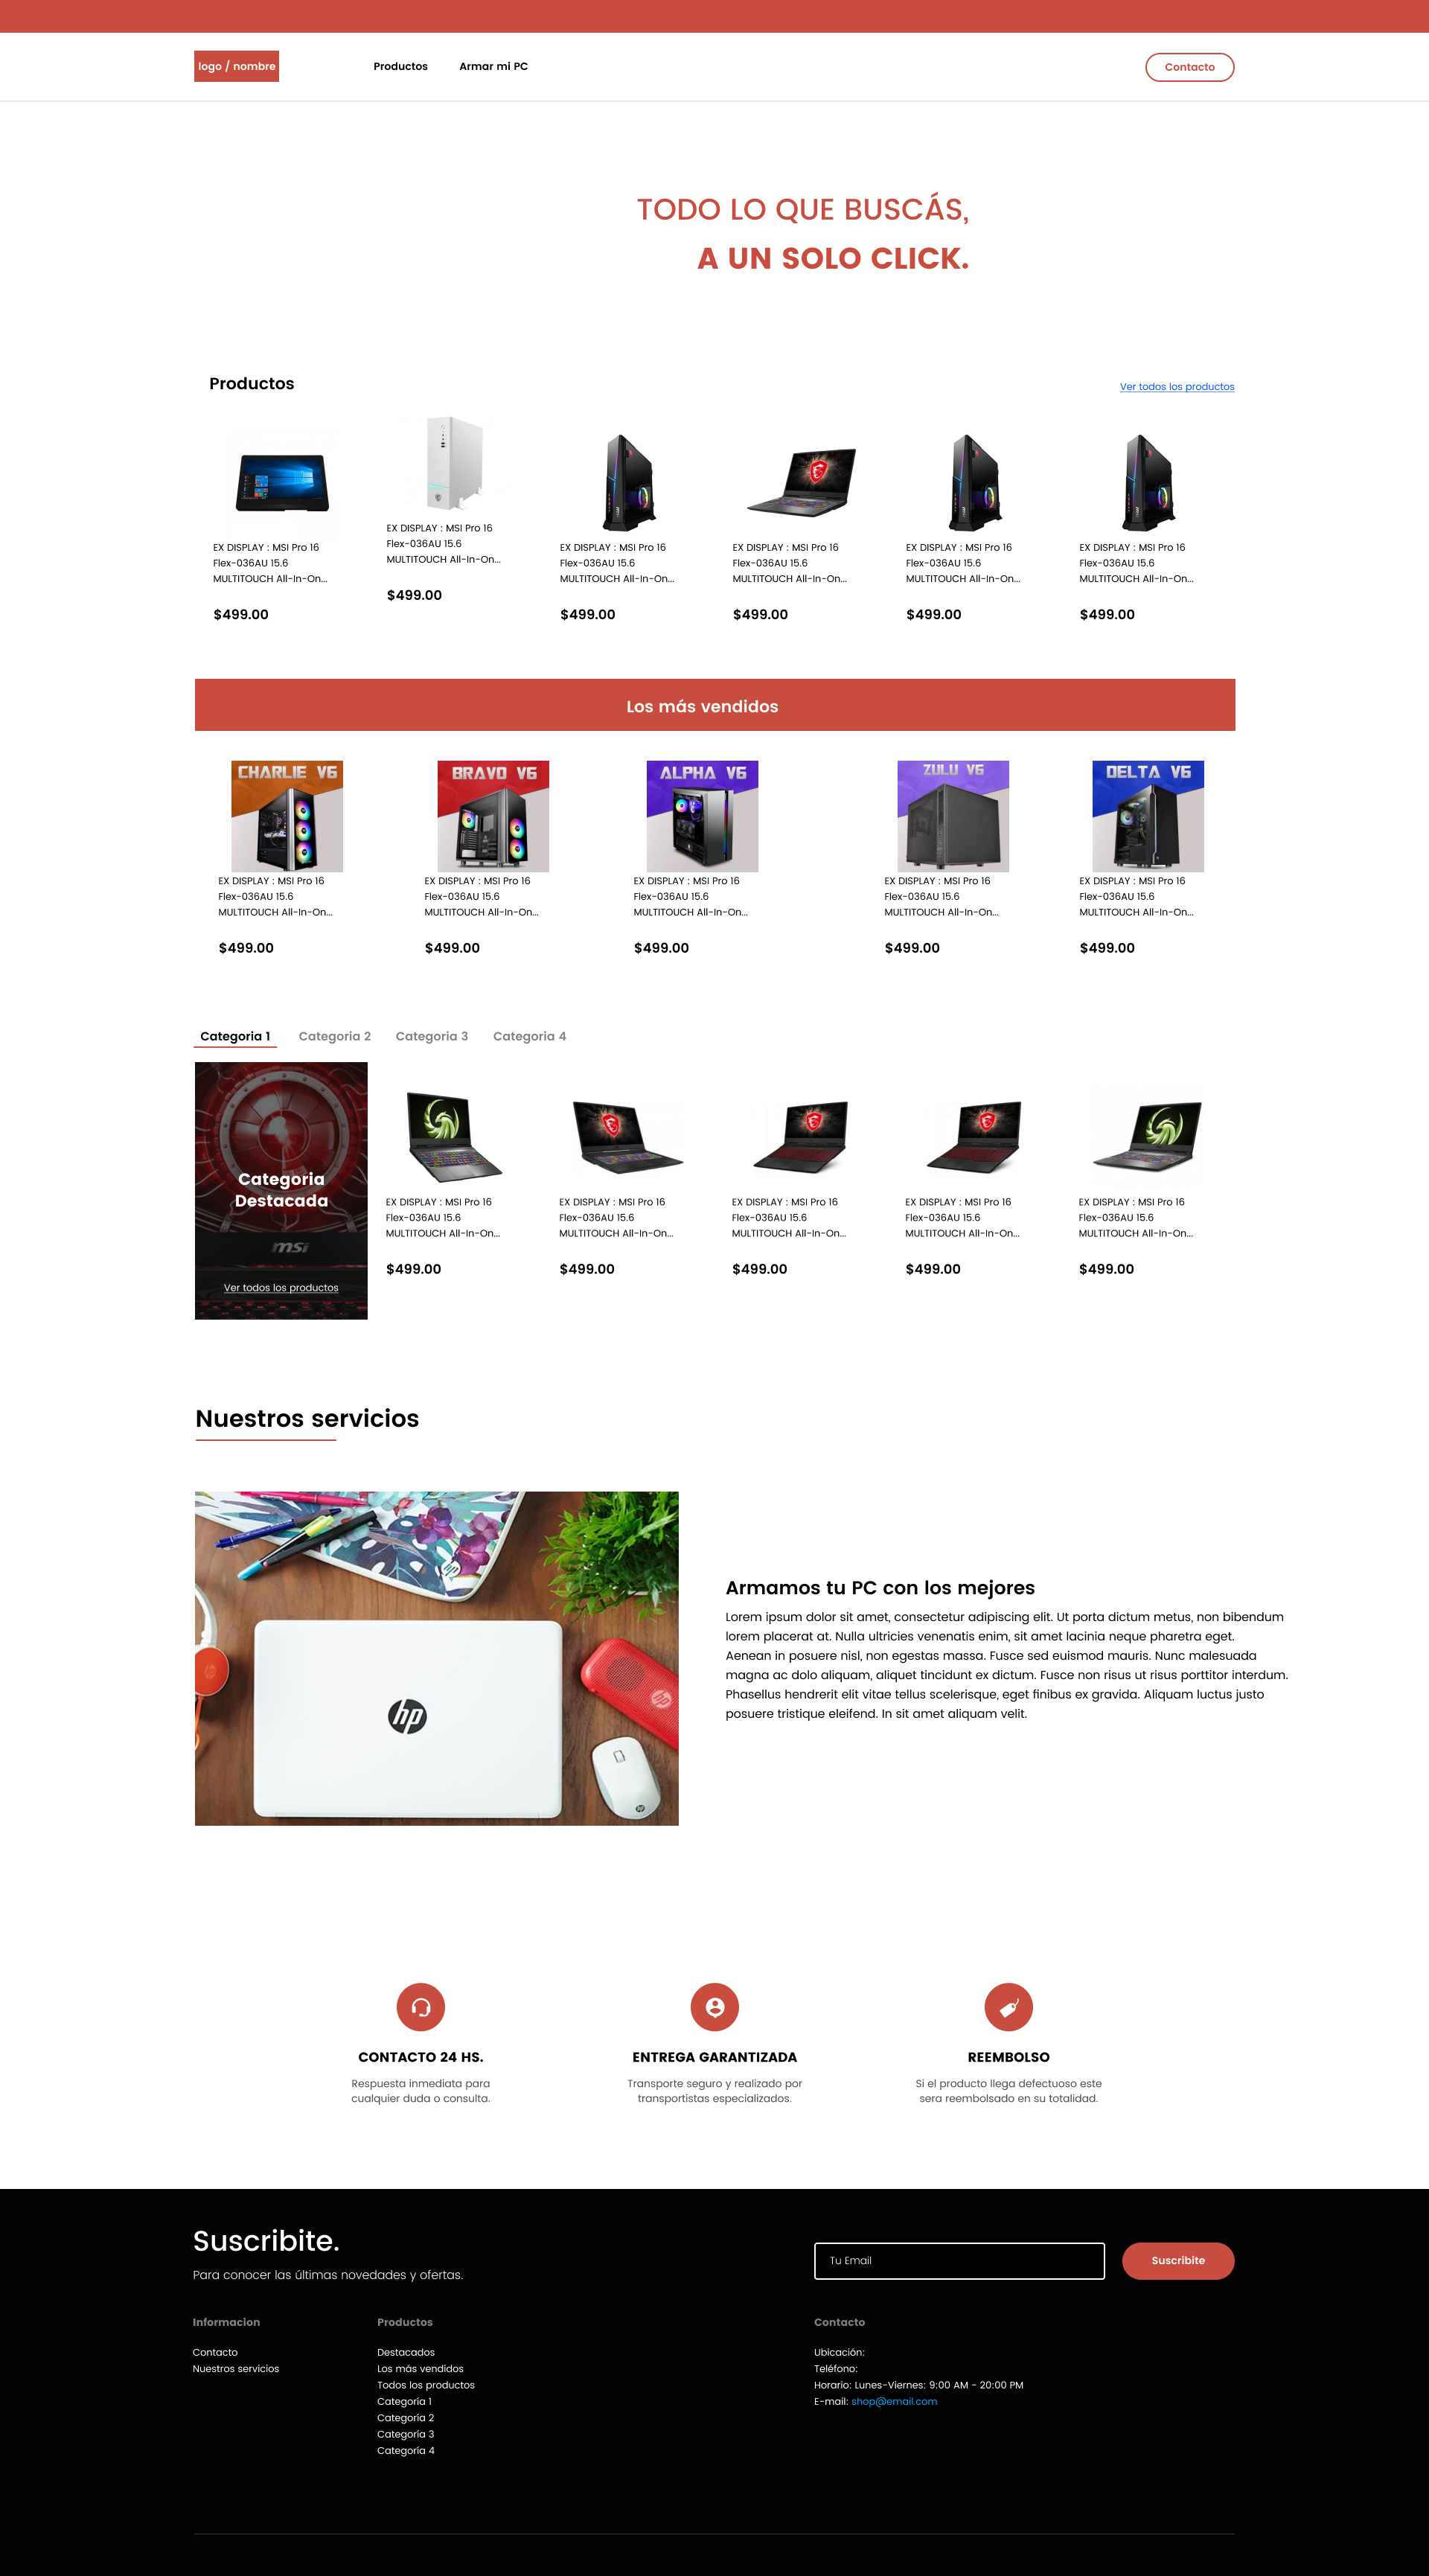 logo / nombre
Productos
Armar mi PC
Contacto
TODO LO QUE BUSCÁS,
A UN SOLO CLICK.
Productos
Ver todos los productos
EX DISPLAY : MSI Pro 16
Flex-036AU 15.6
MULTITOUCH All-In-On...
$499.00
EX DISPLAY : MSI Pro 16
Flex-036AU 15.6
MULTITOUCH All-In-On...
$499.00
EX DISPLAY : MSI Pro 16
Flex-036AU 15.6
MULTITOUCH All-In-On...
$499.00
EX DISPLAY : MSI Pro 16
Flex-036AU 15.6
MULTITOUCH All-In-On...
$499.00
EX DISPLAY : MSI Pro 16
Flex-036AU 15.6
MULTITOUCH All-In-On...
$499.00
EX DISPLAY : MSI Pro 16
Flex-036AU 15.6
MULTITOUCH All-In-On...
$499.00
Los más vendidos
CHARLIE V6
EX DISPLAY : MSI Pro 16
Flex-036AU 15.6
MULTITOUCH All-In-On...
$499.00
BRAVO V6
EX DISPLAY : MSI Pro 16
Flex-036AU 15.6
MULTITOUCH All-In-On...
$499.00
ALPHA V6
EX DISPLAY : MSI Pro 16
Flex-036AU 15.6
MULTITOUCH All-In-On...
$499.00
ZULU V6
EX DISPLAY : MSI Pro 16
Flex-036AU 15.6
MULTITOUCH All-In-On...
$499.00
DELTA V6
EX DISPLAY : MSI Pro 16
Flex-036AU 15.6
MULTITOUCH All-In-On...
$499.00
Categoria 1
Categoria 2
Categoria 3
Categoria 4
Categoria
Destacada
msi
Ver todos los productos
EX DISPLAY : MSI Pro 16
Flex-036AU 15.6
MULTITOUCH All-In-On...
$499.00
EX DISPLAY : MSI Pro 16
Flex-036AU 15.6
MULTITOUCH All-In-On...
$499.00
EX DISPLAY : MSI Pro 16
Flex-036AU 15.6
MULTITOUCH All-In-On...
$499.00
EX DISPLAY : MSI Pro 16
Flex-036AU 15.6
MULTITOUCH All-In-On...
$499.00
EX DISPLAY : MSI Pro 16
Flex-036AU 15.6
MULTITOUCH All-In-On...
$499.00
Nuestros servicios
hp
Armamos tu PC con los mejores
Lorem ipsum dolor sit amet, consectetur adipiscing elit. Ut porta dictum metus, non bibendum
lorem placerat at. Nulla ultricies venenatis enim, sit amet lacinia neque pharetra eget.
Aenean in posuere nisl, non egestas massa. Fusce sed euismod mauris. Nunc malesuada
magna ac dolo aliquam, aliquet tincidunt ex dictum. Fusce non risus ut risus porttitor interdum.
Phasellus hendrerit elit vitae tellus scelerisque, eget finibus ex gravida. Aliquam luctus justo
posuere tristique eleifend. In sit amet aliquam velit.
CONTACTO 24 HS.
Respuesta inmediata para
cualquier duda o consulta.
ENTREGA GARANTIZADA
Transporte seguro y realizado por
transportistas especializados.
REEMBOLSO
Si el producto llega defectuoso este
sera reembolsado en su totalidad.
Suscribite.
Para conocer las últimas novedades y ofertas.
Tu Email
Suscribite
Informacion
Contacto
Nuestros servicios
Productos
Destacados
Los más vendidos
Todos los productos
Categoría 1
Categoría 2
Categoría 3
Categoría 4
Contacto
Ubicación:
Teléfono:
Horario: Lunes-Viernes: 9:00 AM - 20:00 PM
E-mail: shop@email.com